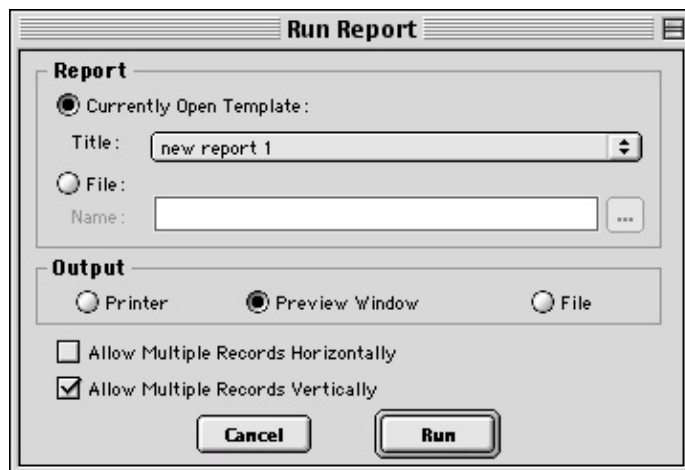 Run Report
Report
Currently Open Template:
Title: new report 1
File:
Name: ...
Output
Printer Preview Window File
Allow Multiple Records Horizontally
Allow Multiple Records Vertically
Cancel Run